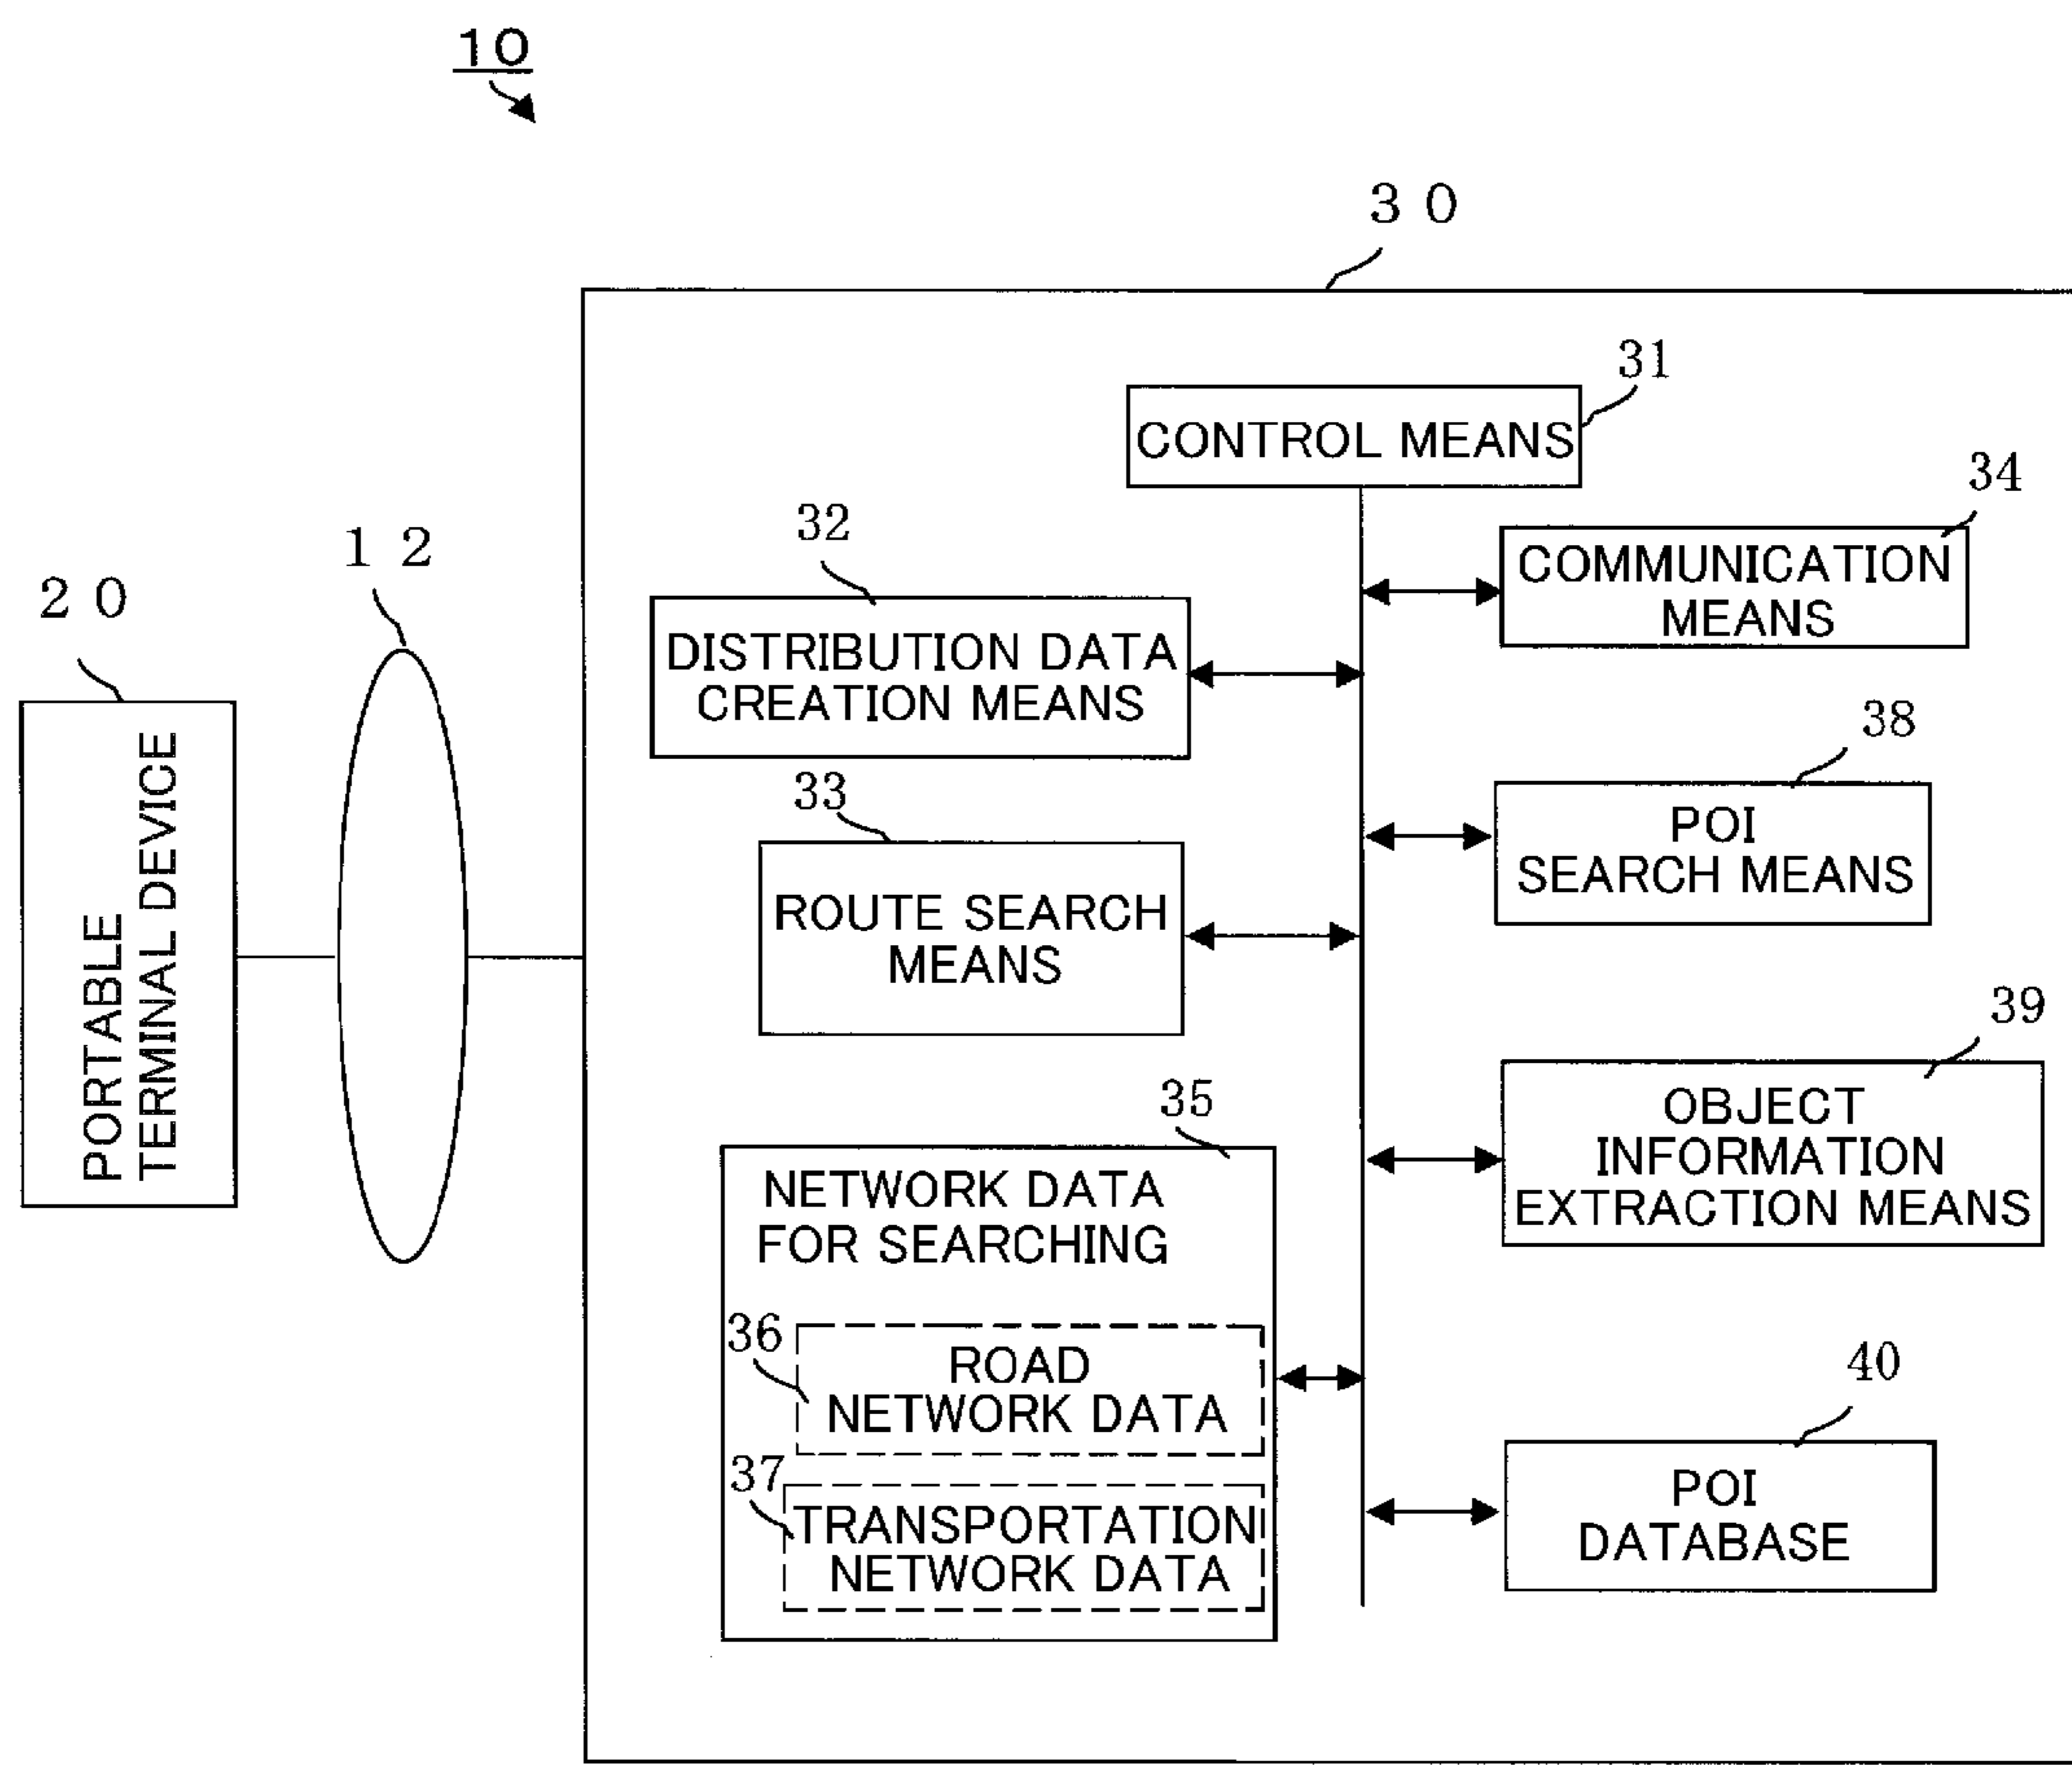 10
30
31
CONTROL MEANS
34
COMMUNICATION
MEANS
32
DISTRIBUTION DATA
CREATION MEANS
12
20
PORTABLE
TERMINAL DEVICE
38
POI
SEARCH MEANS
33
ROUTE SEARCH
MEANS
39
OBJECT
INFORMATION
EXTRACTION MEANS
35
NETWORK DATA
FOR SEARCHING
36
ROAD
NETWORK DATA
37
TRANSPORTATION
NETWORK DATA
40
POI
DATABASE